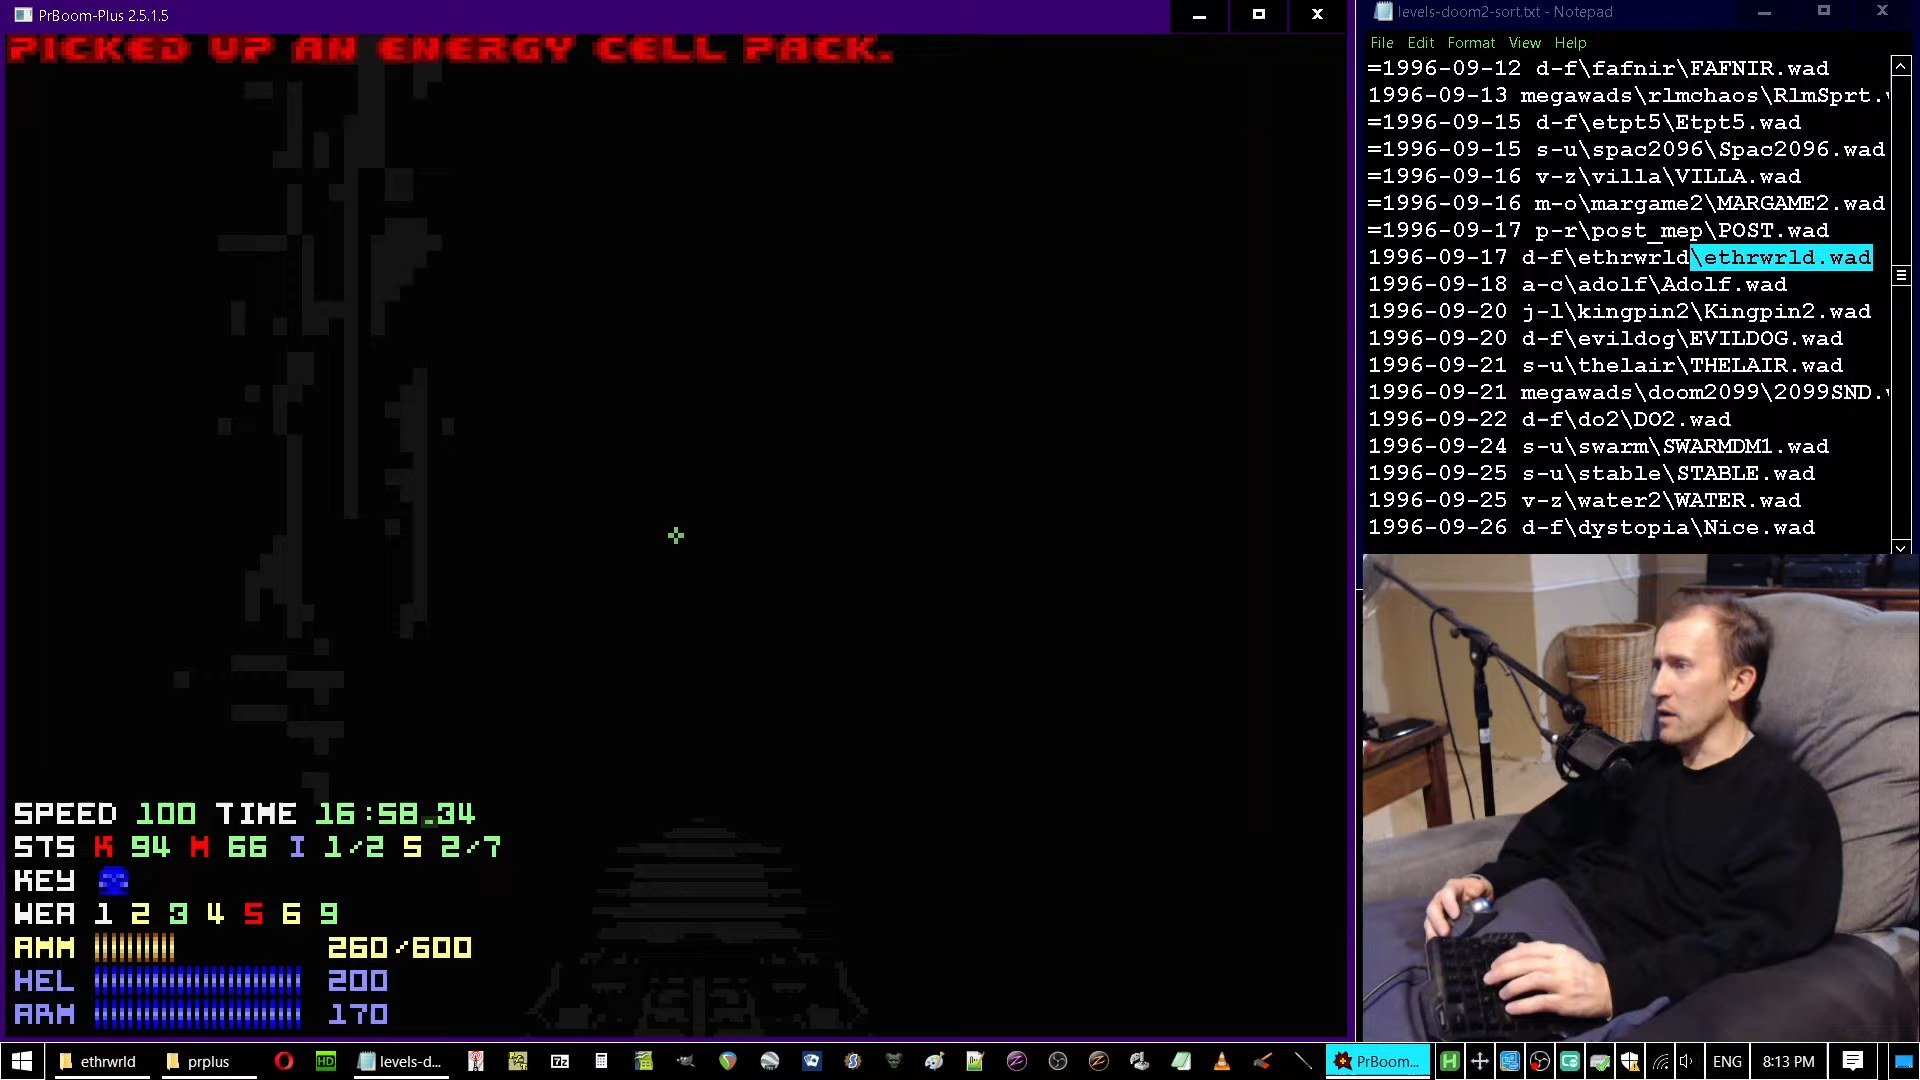 PrBoom-Plus 2.5.1.5
PICKED UP AN ENERGY CELL PACK.
SPEED 100 TIME 16:58.34
STS K 94 M 66 I 1/2 S 2/7
KEY
WEA 1 2 3 4 5 6 9
AMM 260/600
HEL 200
ARM 170
levels-doom2-sort.txt - Notepad
File Edit Format View Help
=1996-09-12 d-f\fafnir\FAFNIR.wad
1996-09-13 megawads\rlmchaos\RlmSprt.
=1996-09-15 d-f\etpt5\Etpt5.wad
=1996-09-15 s-u\spac2096\Spac2096.wad
=1996-09-16 v-z\villa\VILLA.wad
=1996-09-16 m-o\margame2\MARGAME2.wad
=1996-09-17 p-r\post_mep\POST.wad
1996-09-17 d-f\ethrwrld\ethrwrld.wad
1996-09-18 a-c\adolf\Adolf.wad
1996-09-20 j-l\kingpin2\Kingpin2.wad
1996-09-20 d-f\evildog\EVILDOG.wad
1996-09-21 s-u\thelair\THELAIR.wad
1996-09-21 megawads\doom2099\2099SND.
1996-09-22 d-f\do2\DO2.wad
1996-09-24 s-u\swarm\SWARMDM1.wad
1996-09-25 s-u\stable\STABLE.wad
1996-09-25 v-z\water2\WATER.wad
1996-09-26 d-f\dystopia\Nice.wad
ethrwrld prplus HD levels-d... 7z PrBoom... H ENG 8:13 PM